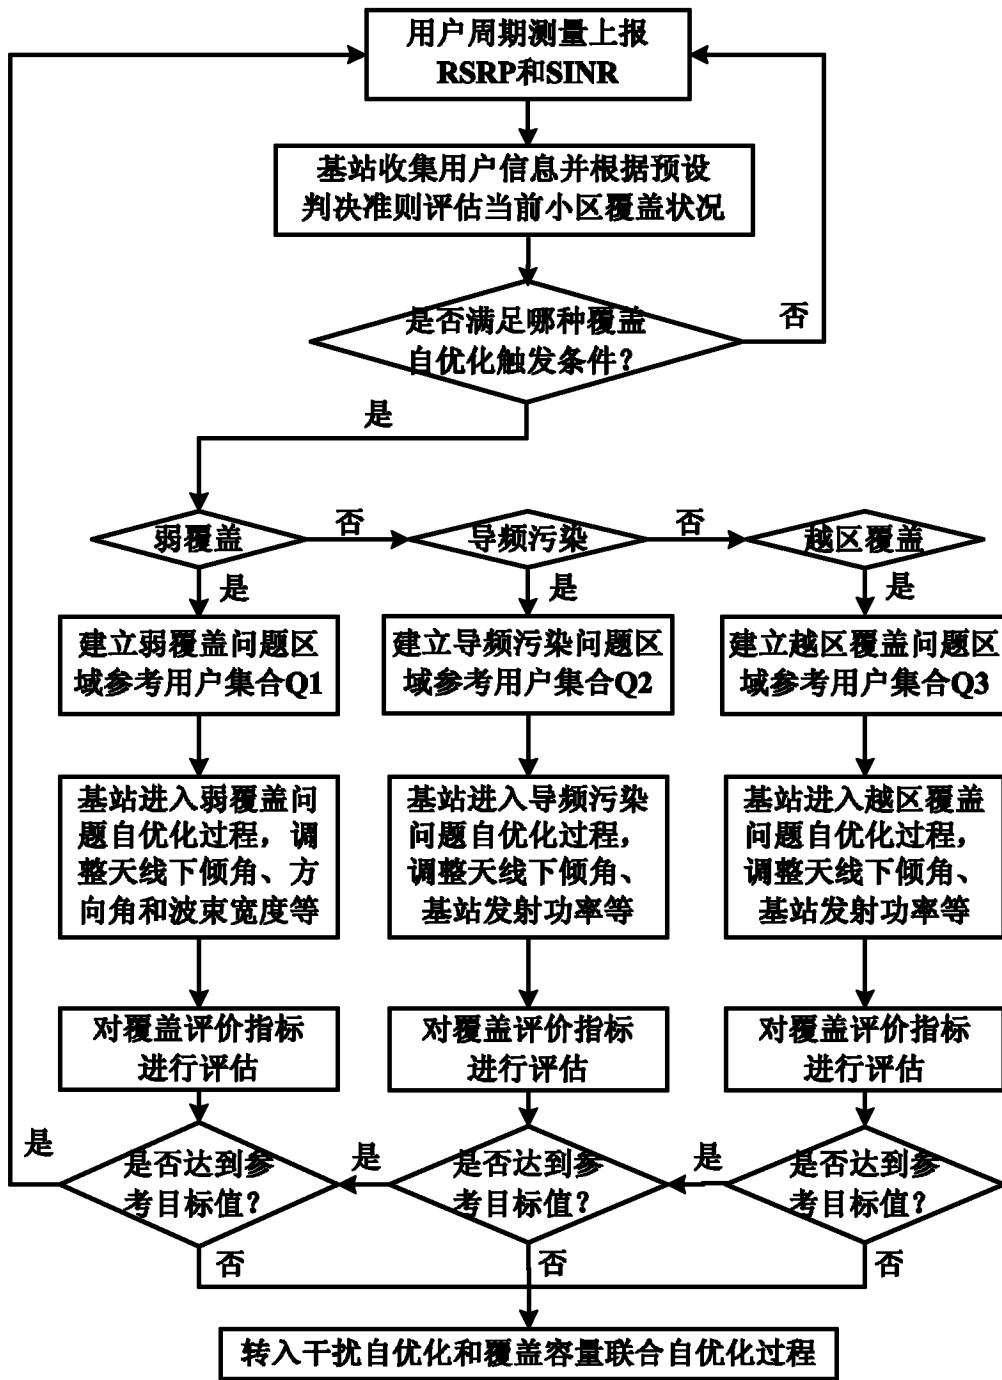 用户周期测量上报
RSRP和SINR
基站收集用户信息并根据预设
判决准则评估当前小区覆盖状况
是否满足哪种覆盖
自优化触发条件？
否
是
弱覆盖
否
导频污染
否
越区覆盖
是
是
是
建立弱覆盖问题区
域参考用户集合Q1
建立导频污染问题区
域参考用户集合Q2
建立越区覆盖问题区
域参考用户集合Q3
基站进入弱覆盖问
题自优化过程，调
整天线下倾角、方
向角和波束宽度等
基站进入导频污染
问题自优化过程，
调整天线下倾角、
基站发射功率等
基站进入越区覆盖
问题自优化过程，
调整天线下倾角、
基站发射功率等
对覆盖评价指标
进行评估
对覆盖评价指标
进行评估
对覆盖评价指标
进行评估
是
是否达到参
考目标值？
是
是否达到参
考目标值？
是
是否达到参
考目标值？
否
否
否
转入干扰自优化和覆盖容量联合自优化过程